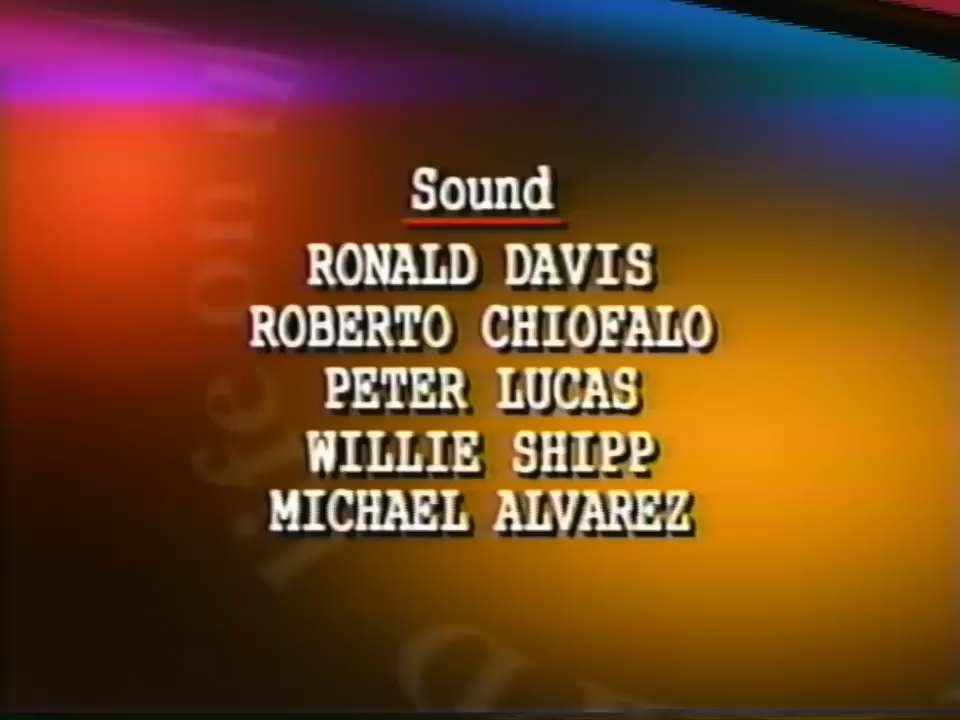 Sound
RONALD DAVIS
ROBERTO CHIOFALO
PETER LUCAS
WILLIE SHIPP
MICHAEL ALVAREZ